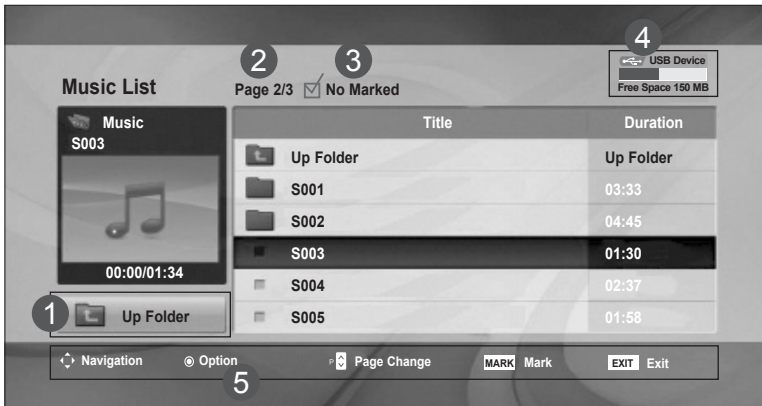 4
USB Device
Free Space 150 MB
2
3
Music List
Page 2/3
No Marked
Music
S003
00:00/01:34
1
Up Folder
Title Duration
Up Folder Up Folder
S001 03:33
S002 04:45
S003 01:30
S004 02:37
S005 01:58
Navigation Option P Page Change MARK Mark EXIT Exit
5